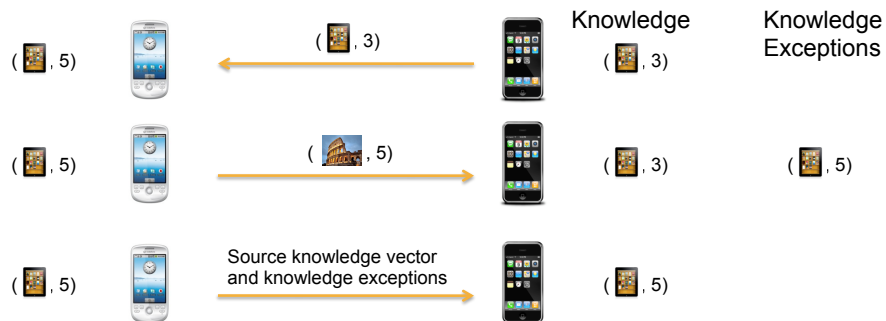 Knowledge
Knowledge
Exceptions
( , 5)
( , 3)
( , 3)
( , 5)
( , 5)
( , 3)
( , 5)
( , 5)
Source knowledge vector
and knowledge exceptions
( , 5)